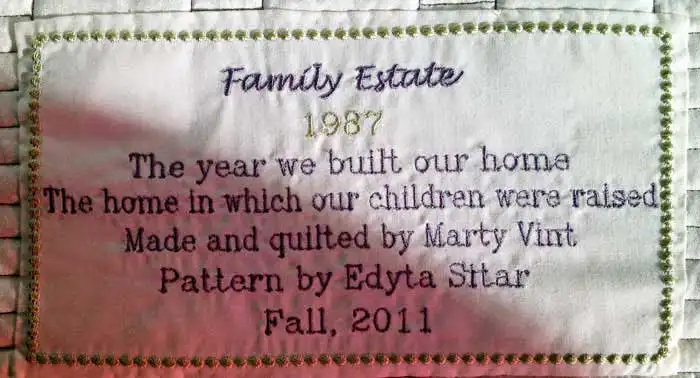 Family Estate
1987
The year we built our home
The home in which our children were raised
Made and quilted by Marty Vint
Pattern by Edyta Sitar
Fall, 2011